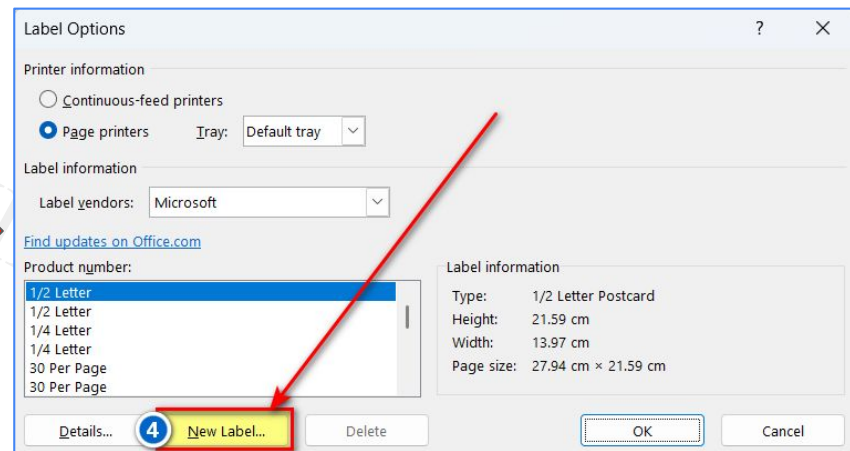 Label Options ?
Printer information
Continuous-feed printers
Page printers Tray: Default tray
Label information
Label vendors: Microsoft
Find updates on Office.com
Product number:
1/2 Letter
1/2 Letter
1/4 Letter
1/4 Letter
30 Per Page
30 Per Page
Label information
Type: 1/2 Letter Postcard
Height: 21.59 cm
Width: 13.97 cm
Page size: 27.94 cm × 21.59 cm
Details... 4 New Label... Delete OK Cancel